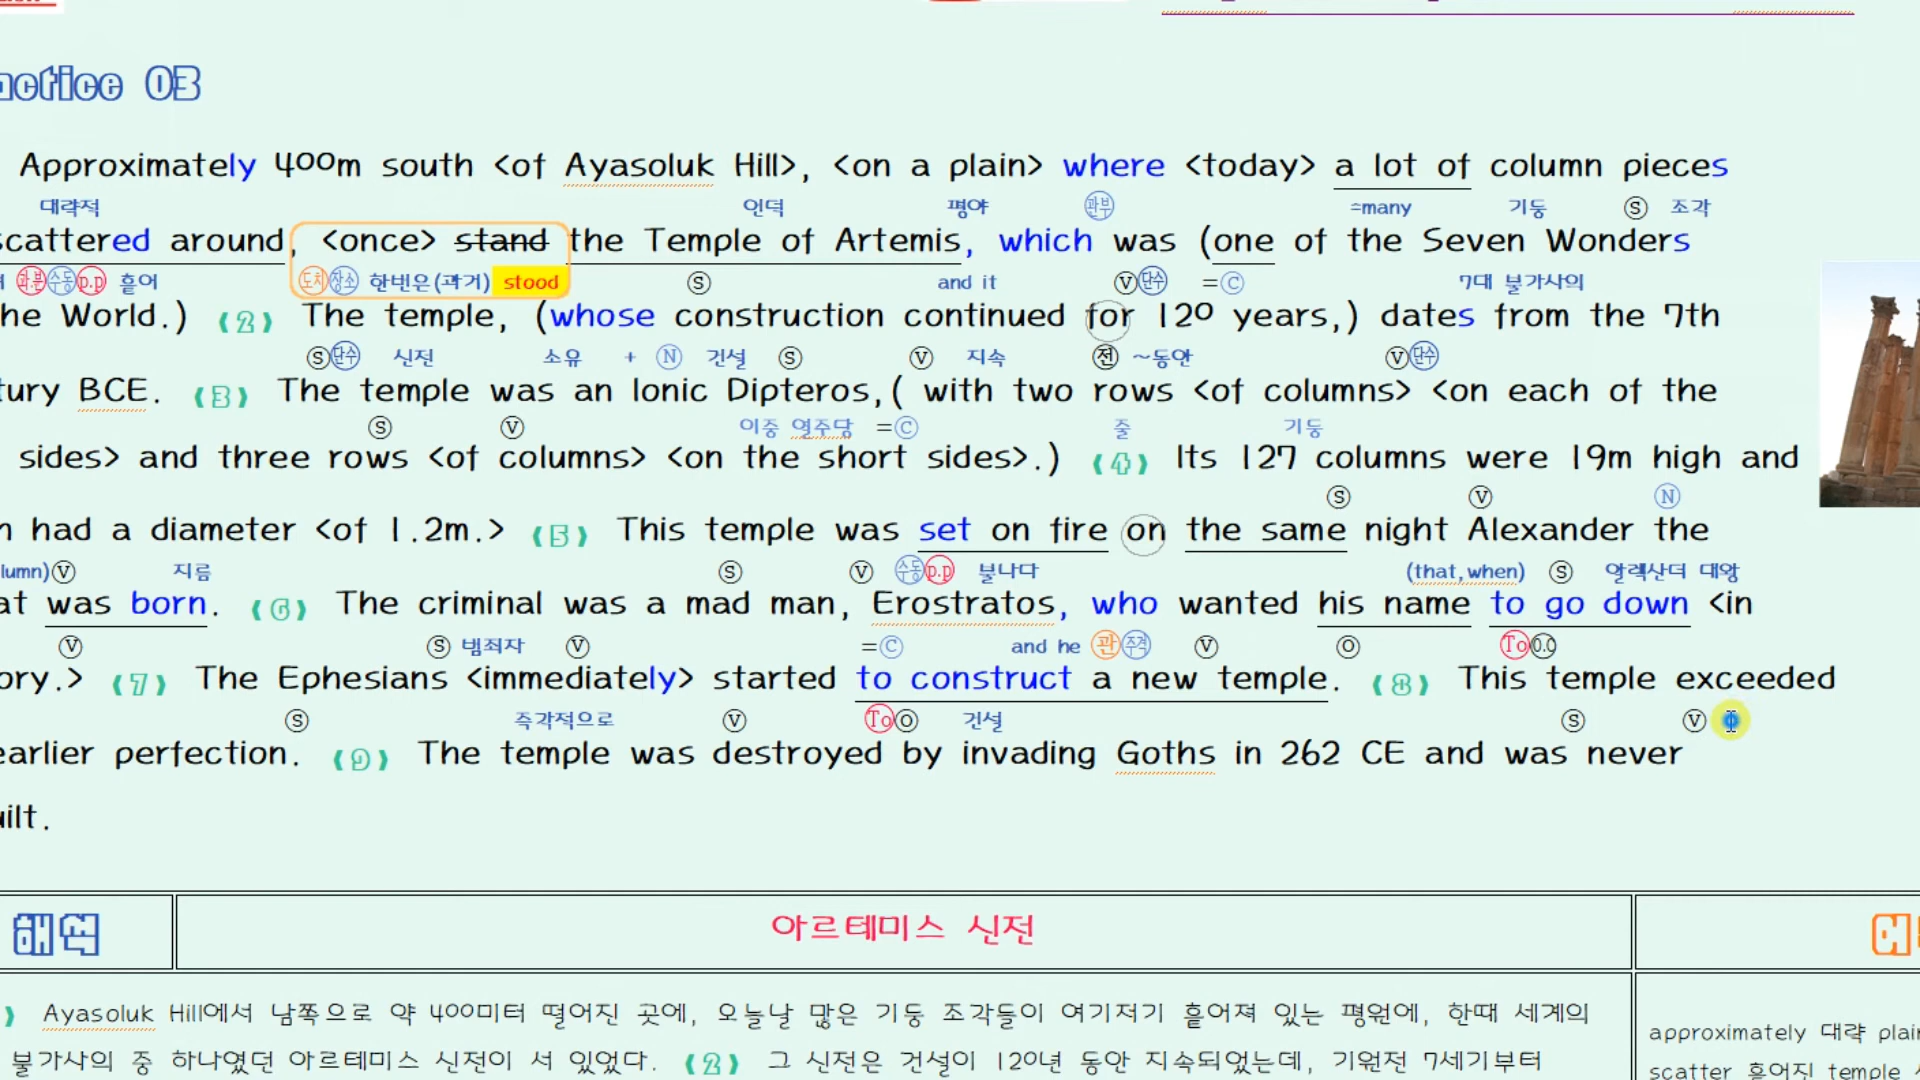 actice 03
Approximately 400m south <of Ayasoluk Hill>, <on a plain> where <today> a lot of column pieces
대략적 언덕 평야 관부 =many 기둥 S 조각
scattered around, <once> stand the Temple of Artemis, which was (one of the Seven Wonders
과.분 수동 p.p 흩어 도치 장소 한번은(과거) stood S and it V 단수 =C 7대 불가사의
he World.) (2) The temple, (whose construction continued for 120 years,) dates from the 7th
S 단수 신전 소유 + N 건설 S V 지속 전 ~동안 V 단수
tury BCE. (3) The temple was an Ionic Dipteros,( with two rows <of columns> <on each of the
S V 이중 열주당 =C 줄 기둥
sides> and three rows <of columns> <on the short sides>.) (4) Its 127 columns were 19m high and
S V N
n had a diameter <of 1.2m.> (5) This temple was set on fire on the same night Alexander the
lumn) V 지름 S V 수동 p.p 불나다 (that,when) S 알렉산더 대왕
at was born. (6) The criminal was a mad man, Erostratos, who wanted his name to go down <in
V S 범죄자 V =C and he 관 주격 V O To O.C
ory.> (7) The Ephesians <immediately> started to construct a new temple. (8) This temple exceeded
S 즉각적으로 V To O 건설 S V
earlier perfection. (9) The temple was destroyed by invading Goths in 262 CE and was never
uilt.
해석 아르테미스 신전 어
) Ayasoluk Hill에서 남쪽으로 약 400미터 떨어진 곳에, 오늘날 많은 기둥 조각들이 여기저기 흩어져 있는 평원에, 한때 세계의
불가사의 중 하나였던 아르테미스 신전이 서 있었다. (2) 그 신전은 건설이 120년 동안 지속되었는데, 기원전 7세기부터
approximately 대략 plain
scatter 흩어진 temple